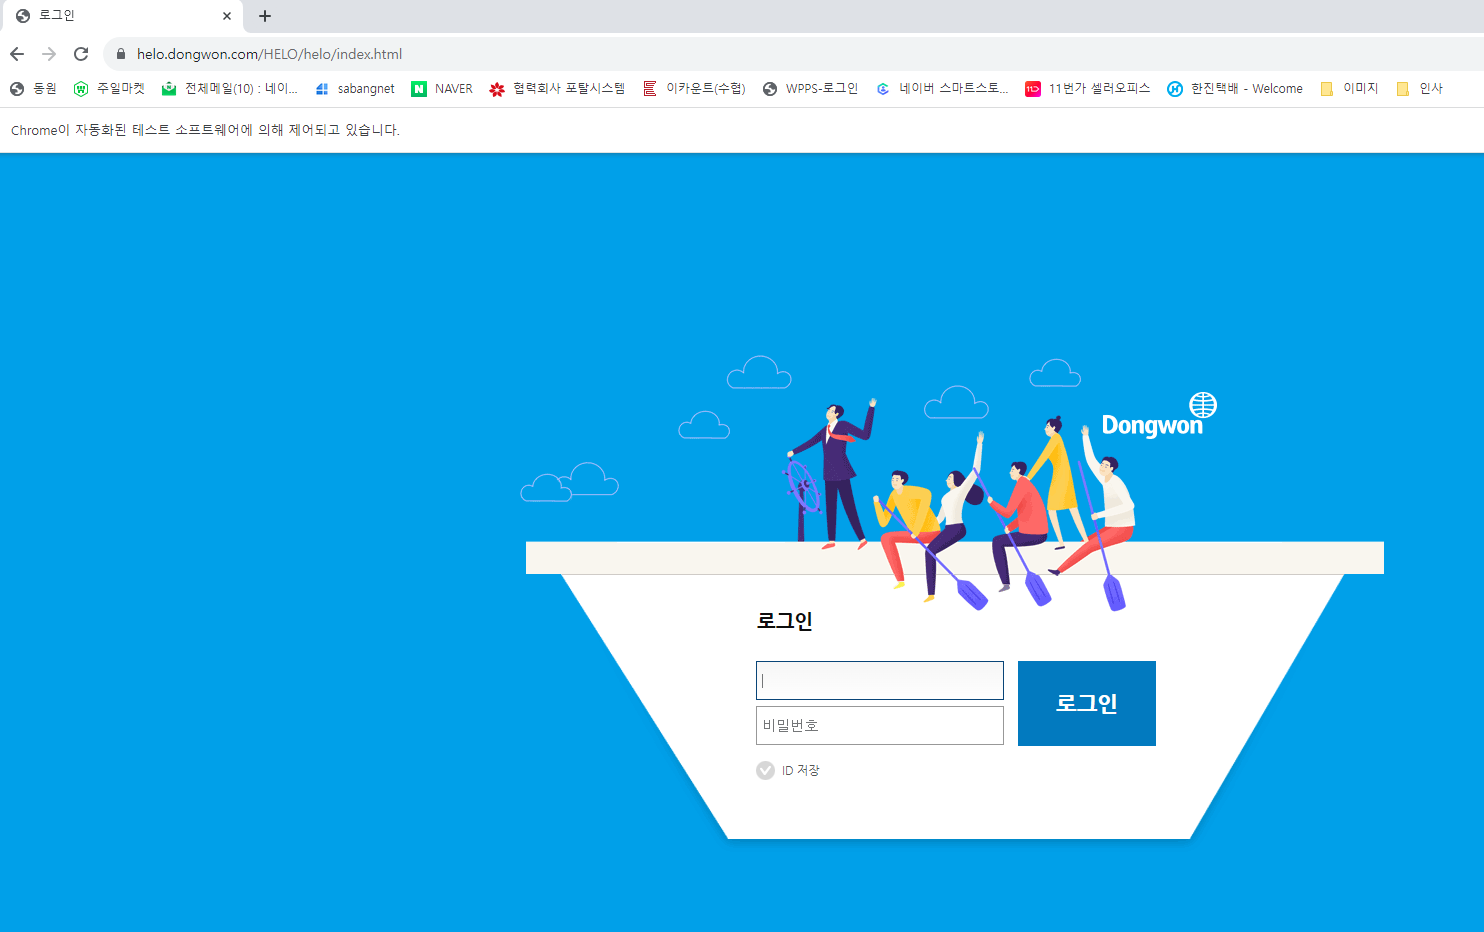 로그인
helo.dongwon.com/HELO/helo/index.html
동원 주일마켓 전체메일(10) : 네이... sabangnet NAVER 협력회사 포탈시스템 이카운트(수협) WPPS-로그인 네이버 스마트스토... 11번가 셀러오피스 한진택배 - Welcome 이미지 인사
Chrome이 자동화된 테스트 소프트웨어에 의해 제어되고 있습니다.
Dongwon
로그인
로그인
비밀번호
ID 저장